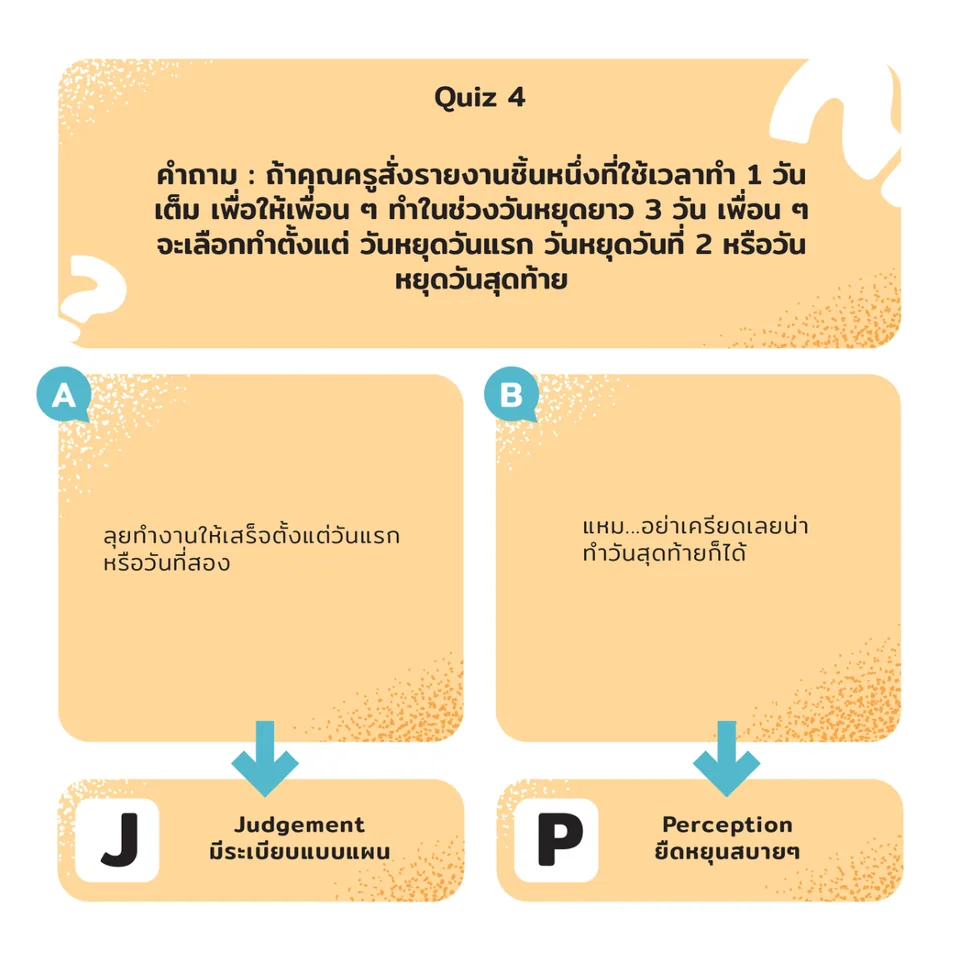 Quiz 4
คำถาม : ถ้าคุณครูสั่งรายงานชิ้นหนึ่งที่ใช้เวลาทำ 1 วัน
เต็ม เพื่อให้เพื่อน ๆ ทำในช่วงวันหยุดยาว 3 วัน เพื่อน ๆ
จะเลือกทำตั้งแต่ วันหยุดวันแรก วันหยุดวันที่ 2 หรือวัน
หยุดวันสุดท้าย
A
ลุยทำงานให้เสร็จตั้งแต่วันแรก
หรือวันที่สอง
B
แหม...อย่าเครียดเลยน่า
ทำวันสุดท้ายก็ได้
J
Judgement
มีระเบียบแบบแผน
P
Perception
ยืดหยุนสบายๆ